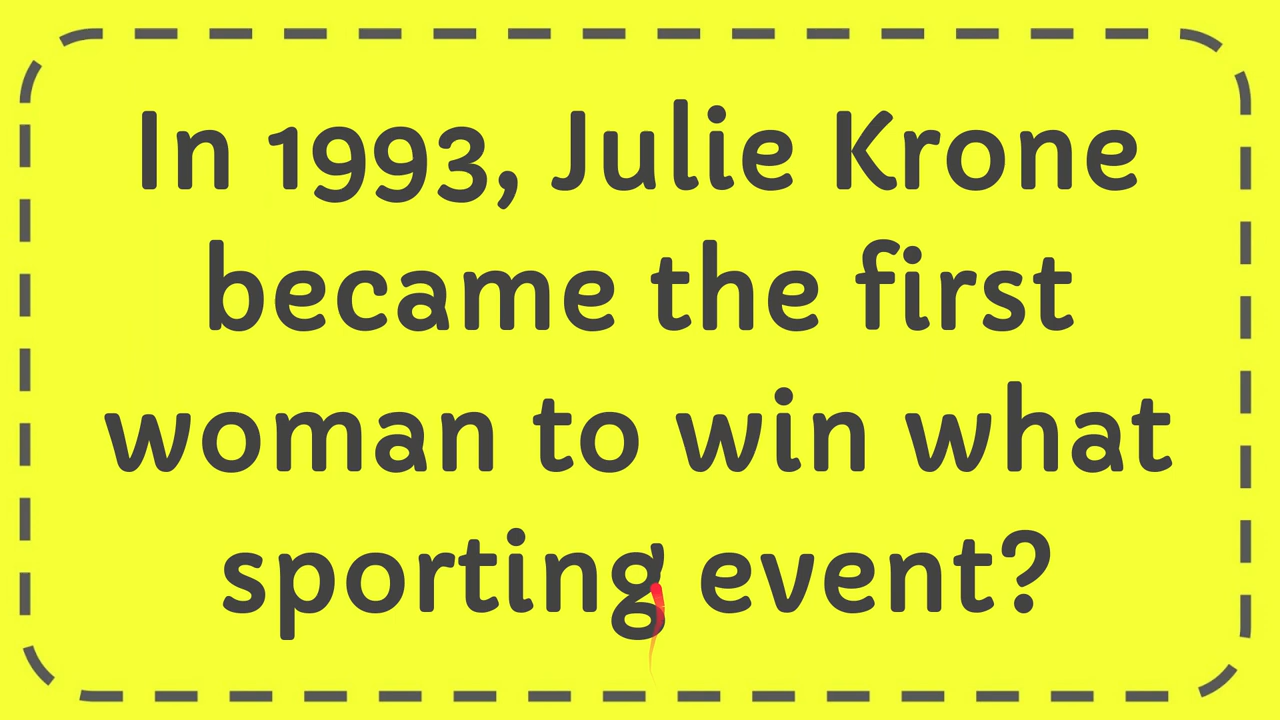 In 1993, Julie Krone
became the first
woman to win what
sporting event?